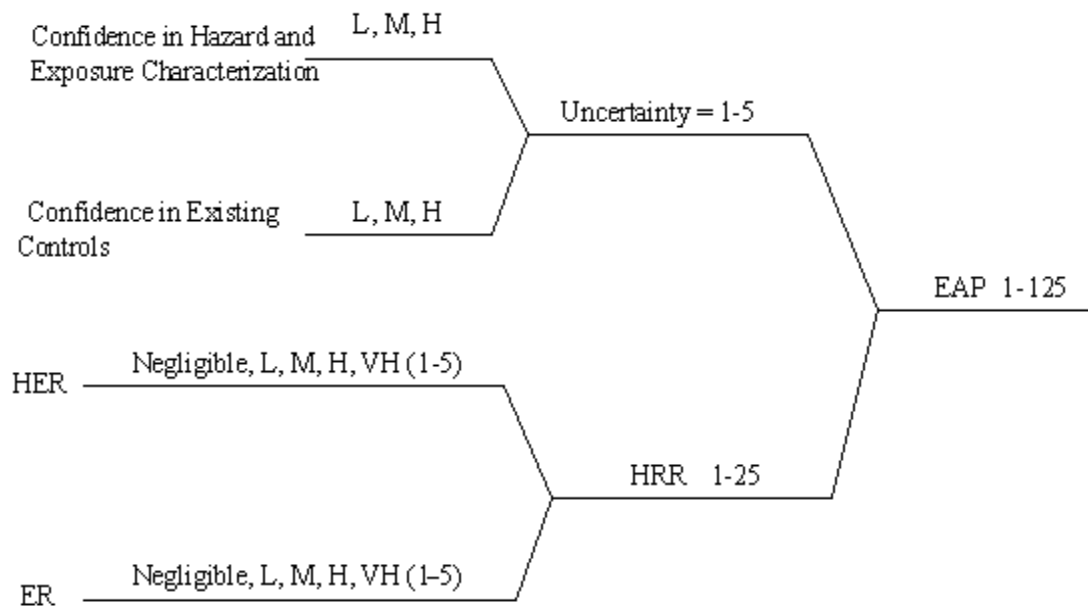 L, M, H
Confidence in Hazard and
Exposure Characterization
Uncertainty = 1-5
Confidence in Existing
Controls
L, M, H
EAP 1-125
Negligible, L, M, H, VH (1-5)
HER
HRR 1-25
Negligible, L, M, H, VH (1–5)
ER